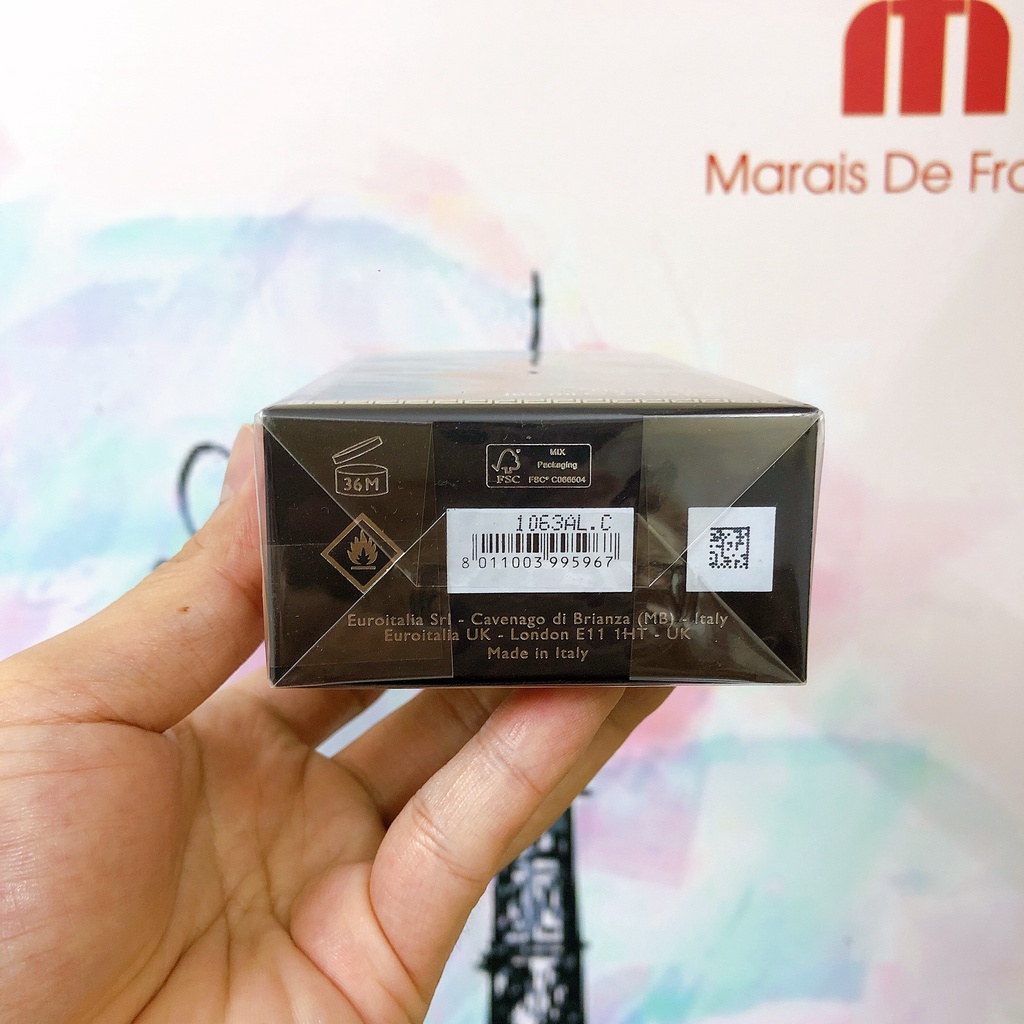 Marais De Fra
36M
FSC
MIX
Packaging
FSC® C066504
1063AL.C
8 011003 995967
Euroitalia Srl - Cavenago di Brianza (MB) - Italy
Euroitalia UK - London E11 1HT - UK
Made in Italy